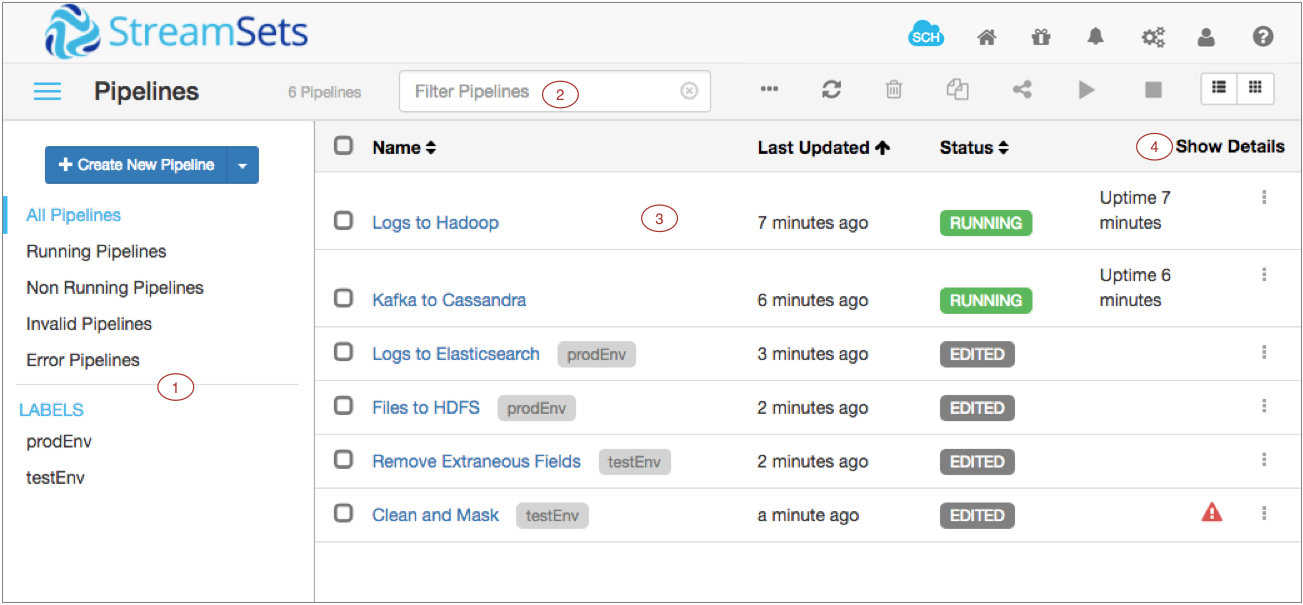 StreamSets
SCH
Pipelines
6 Pipelines
Filter Pipelines
2
Create New Pipeline
All Pipelines
Running Pipelines
Non Running Pipelines
Invalid Pipelines
Error Pipelines
1
LABELS
prodEnv
testEnv
Name Last Updated Status 4 Show Details
Logs to Hadoop 3 7 minutes ago RUNNING Uptime 7
minutes
Kafka to Cassandra 6 minutes ago RUNNING Uptime 6
minutes
Logs to Elasticsearch prodEnv 3 minutes ago EDITED
Files to HDFS prodEnv 2 minutes ago EDITED
Remove Extraneous Fields testEnv 2 minutes ago EDITED
Clean and Mask testEnv a minute ago EDITED